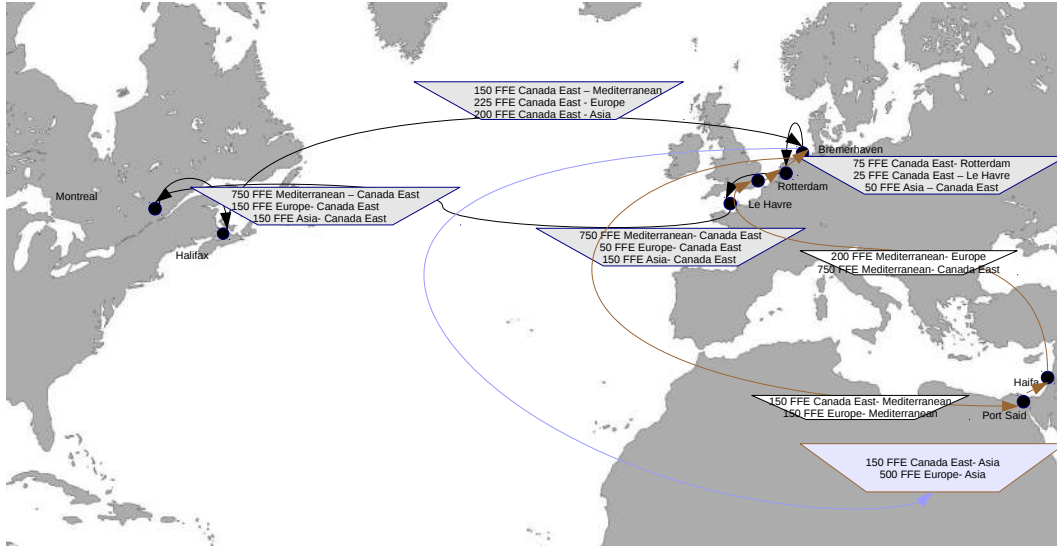 150 FFE Canada East – Mediterranean
225 FFE Canada East - Europe
200 FFE Canada East - Asia
Bremerhaven
75 FFE Canada East- Rotterdam
25 FFE Canada East – Le Havre
50 FFE Asia – Canada East
Rotterdam
Le Havre
Montreal
750 FFE Mediterranean – Canada East
150 FFE Europe- Canada East
150 FFE Asia- Canada East
Halifax
750 FFE Mediterranean- Canada East
50 FFE Europe- Canada East
150 FFE Asia- Canada East
200 FFE Mediterranean- Europe
750 FFE Mediterranean- Canada East
Haifa
150 FFE Canada East- Mediterranean
150 FFE Europe- Mediterranean
Port Said
150 FFE Canada East- Asia
500 FFE Europe- Asia